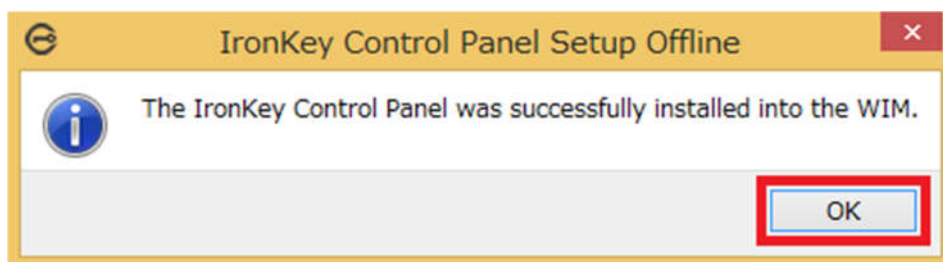 IronKey Control Panel Setup Offline
The IronKey Control Panel was successfully installed into the WIM.
OK